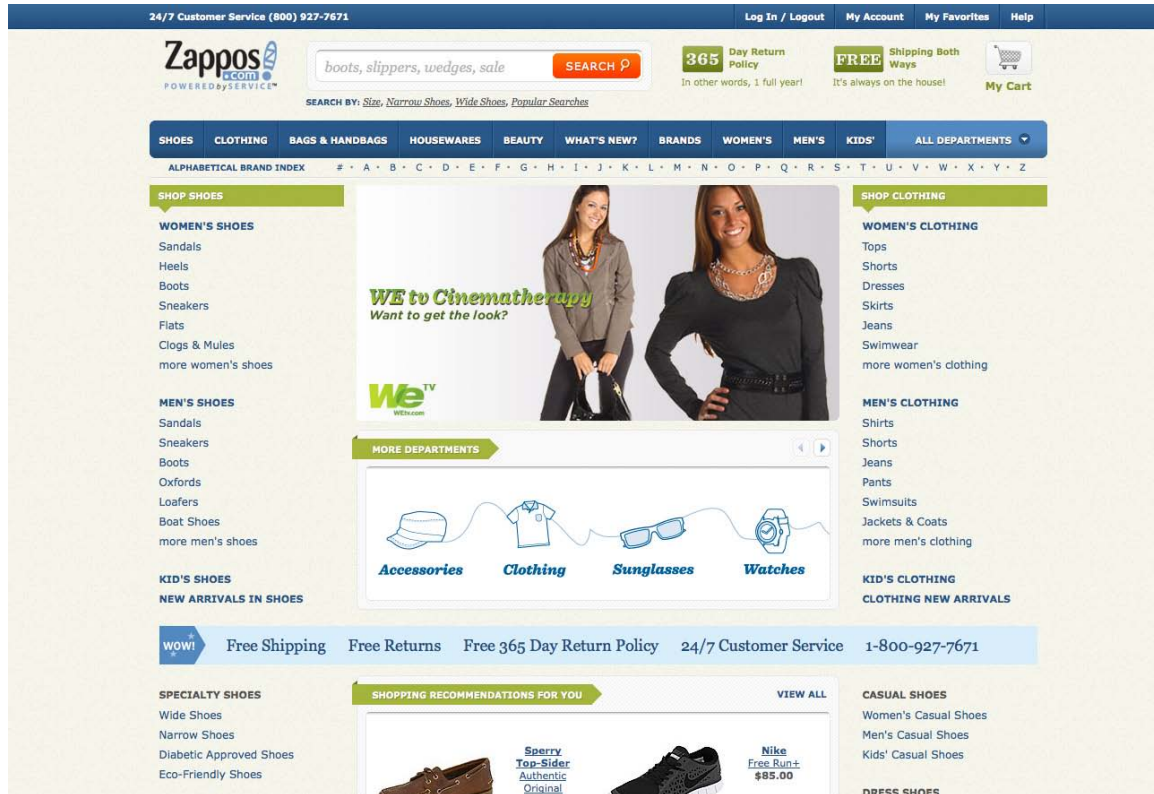 24/7 Customer Service (800) 927-7671
Log In / Logout
My Account
My Favorites
Help
Zappos
.com
POWERED by SERVICE™
boots, slippers, wedges, sale
SEARCH
SEARCH BY: Size, Narrow Shoes, Wide Shoes, Popular Searches
365 Day Return Policy
In other words, 1 full year!
FREE Shipping Both Ways
It's always on the house!
My Cart
SHOES CLOTHING BAGS & HANDBAGS HOUSEWARES BEAUTY WHAT'S NEW? BRANDS WOMEN'S MEN'S KIDS' ALL DEPARTMENTS
ALPHABETICAL BRAND INDEX # • A • B • C • D • E • F • G • H • I • J • K • L • M • N • O • P • Q • R • S • T • U • V • W • X • Y • Z
SHOP SHOES
WOMEN'S SHOES
Sandals
Heels
Boots
Sneakers
Flats
Clogs & Mules
more women's shoes
MEN'S SHOES
Sandals
Sneakers
Boots
Oxfords
Loafers
Boat Shoes
more men's shoes
KID'S SHOES
NEW ARRIVALS IN SHOES
WE tv Cinematherapy
Want to get the look?
We TV
WEtv.com
MORE DEPARTMENTS
Accessories
Clothing
Sunglasses
Watches
SHOP CLOTHING
WOMEN'S CLOTHING
Tops
Shorts
Dresses
Skirts
Jeans
Swimwear
more women's clothing
MEN'S CLOTHING
Shirts
Shorts
Jeans
Pants
Swimsuits
Jackets & Coats
more men's clothing
KID'S CLOTHING
CLOTHING NEW ARRIVALS
WOW! Free Shipping Free Returns Free 365 Day Return Policy 24/7 Customer Service 1-800-927-7671
SPECIALTY SHOES
Wide Shoes
Narrow Shoes
Diabetic Approved Shoes
Eco-Friendly Shoes
SHOPPING RECOMMENDATIONS FOR YOU
VIEW ALL
Sperry
Top-Sider
Authentic
Original
Nike
Free Run+
$85.00
CASUAL SHOES
Women's Casual Shoes
Men's Casual Shoes
Kids' Casual Shoes
DRESS SHOES